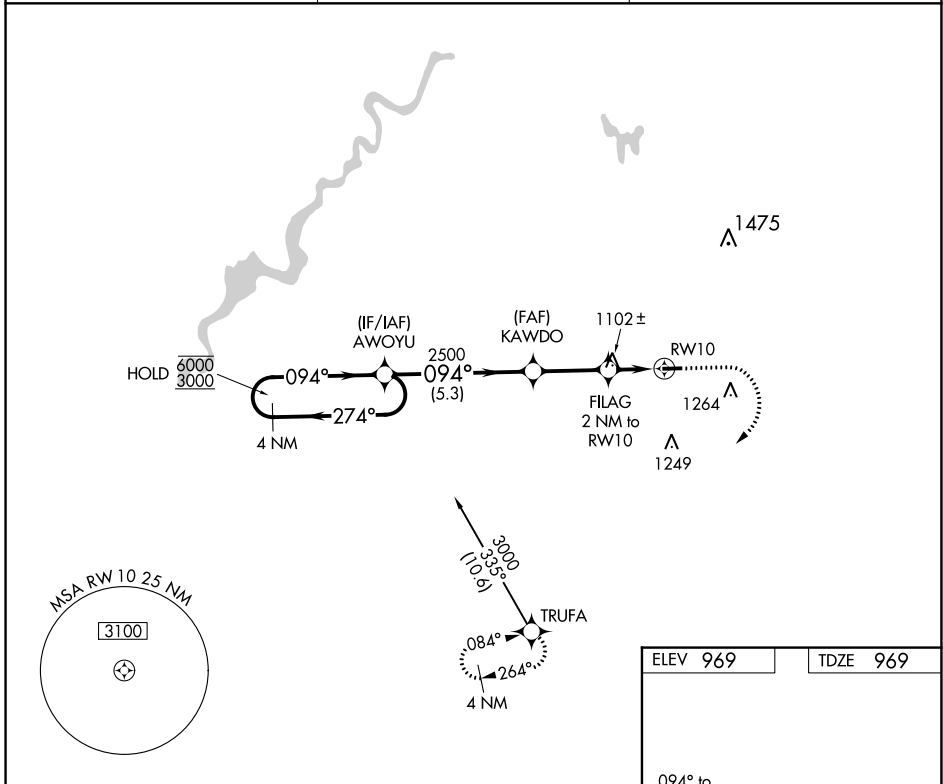 1475
1102±
(IF/IAF)
AWOYU
(FAF)
KAWDO
RW10
HOLD
6000
3000
094°
2500
094°
(5.3)
274°
4 NM
FILAG
2 NM to
RW10
1264
1249
3000
335°
(10.6)
TRUFA
084°
264°
4 NM
MSA RW 10 25 NM
3100
ELEV 969
TDZE 969
094° to